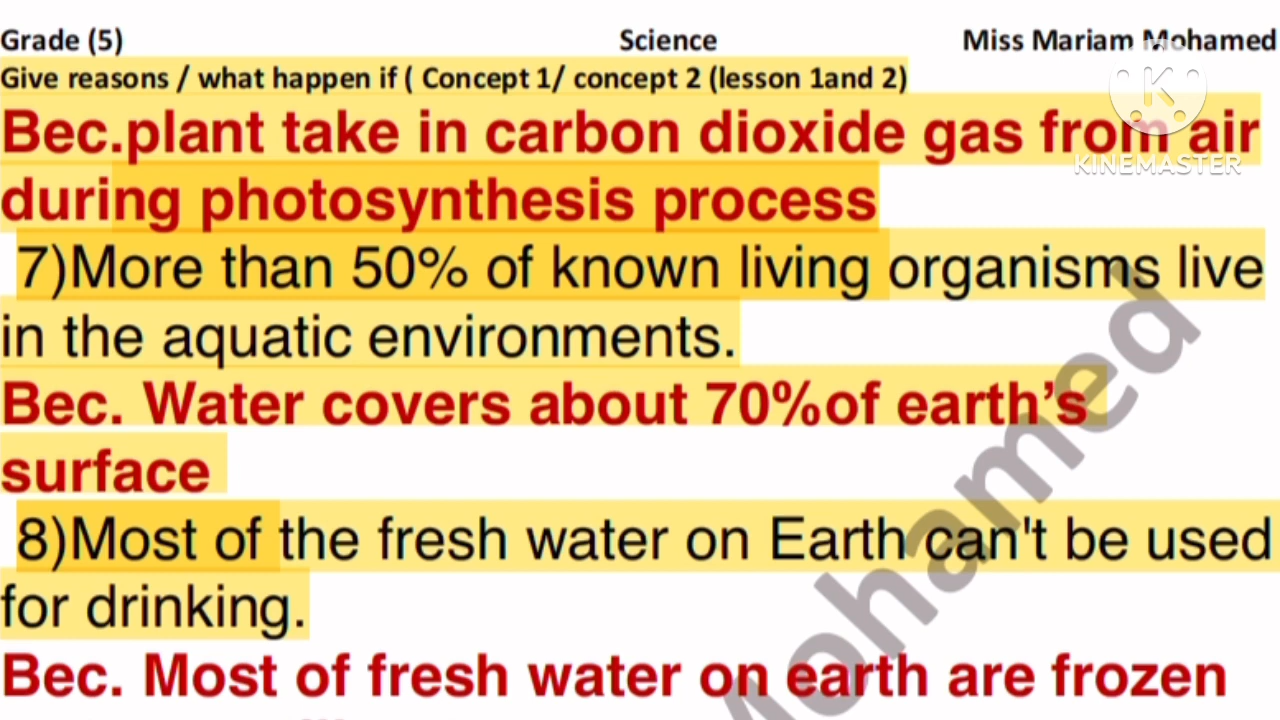 Grade (5) Science Miss Mariam Mohamed
Give reasons / what happen if ( Concept 1/ concept 2 (lesson 1and 2)
Bec.plant take in carbon dioxide gas from air
during photosynthesis process
7)More than 50% of known living organisms live
in the aquatic environments.
Bec. Water covers about 70%of earth’s
surface
8)Most of the fresh water on Earth can't be used
for drinking.
Bec. Most of fresh water on earth are frozen
K
KINEMASTER
Mohamed